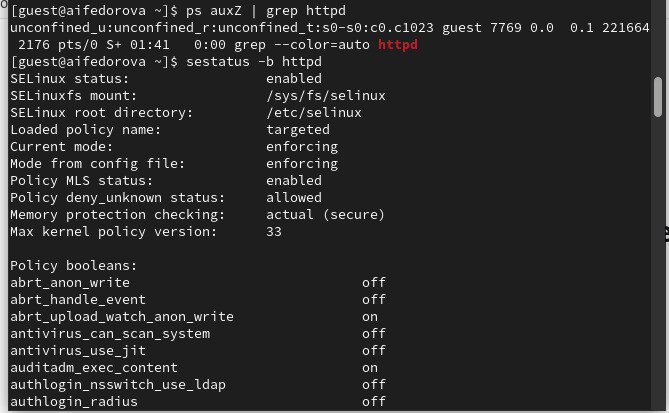 [guest@aifedorova ~]$ ps auxZ | grep httpd
unconfined_u:unconfined_r:unconfined_t:s0-s0:c0.c1023 guest 7769 0.0  0.1 221664
 2176 pts/0 S+ 01:41   0:00 grep --color=auto httpd
[guest@aifedorova ~]$ sestatus -b httpd
SELinux status:                 enabled
SELinuxfs mount:                /sys/fs/selinux
SELinux root directory:         /etc/selinux
Loaded policy name:             targeted
Current mode:                   enforcing
Mode from config file:          enforcing
Policy MLS status:              enabled
Policy deny_unknown status:     allowed
Memory protection checking:     actual (secure)
Max kernel policy version:      33

Policy booleans:
abrt_anon_write                             off
abrt_handle_event                           off
abrt_upload_watch_anon_write                on
antivirus_can_scan_system                   off
antivirus_use_jit                           off
auditadm_exec_content                       on
authlogin_nsswitch_use_ldap                 off
authlogin_radius                            off